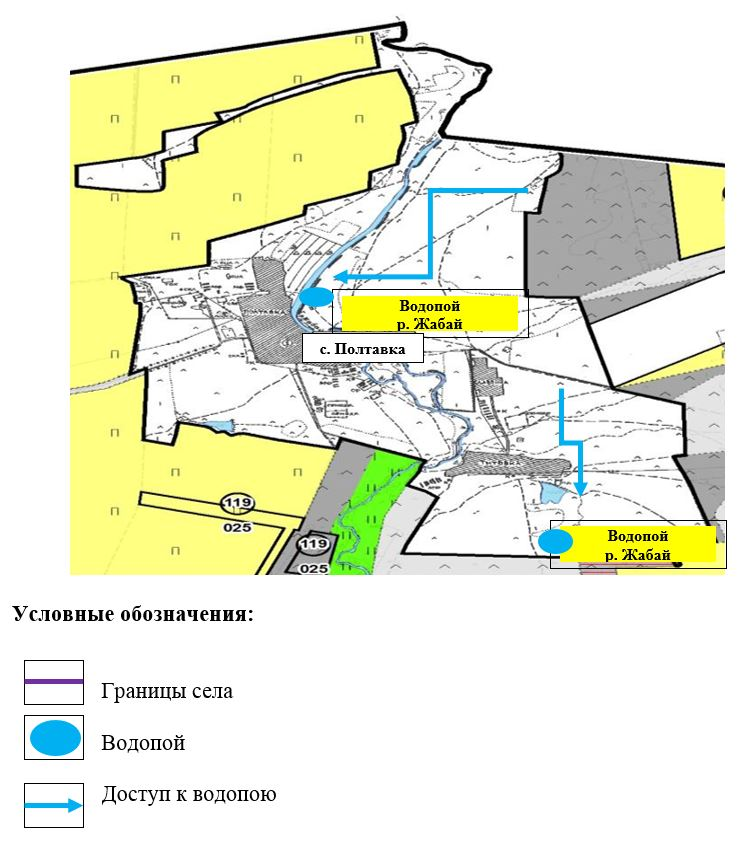 Водопой
р. Жабай
с. Полтавка
119
025
119
025
Водопой
р. Жабай
Условные обозначения:
Границы села
Водопой
Доступ к водопою